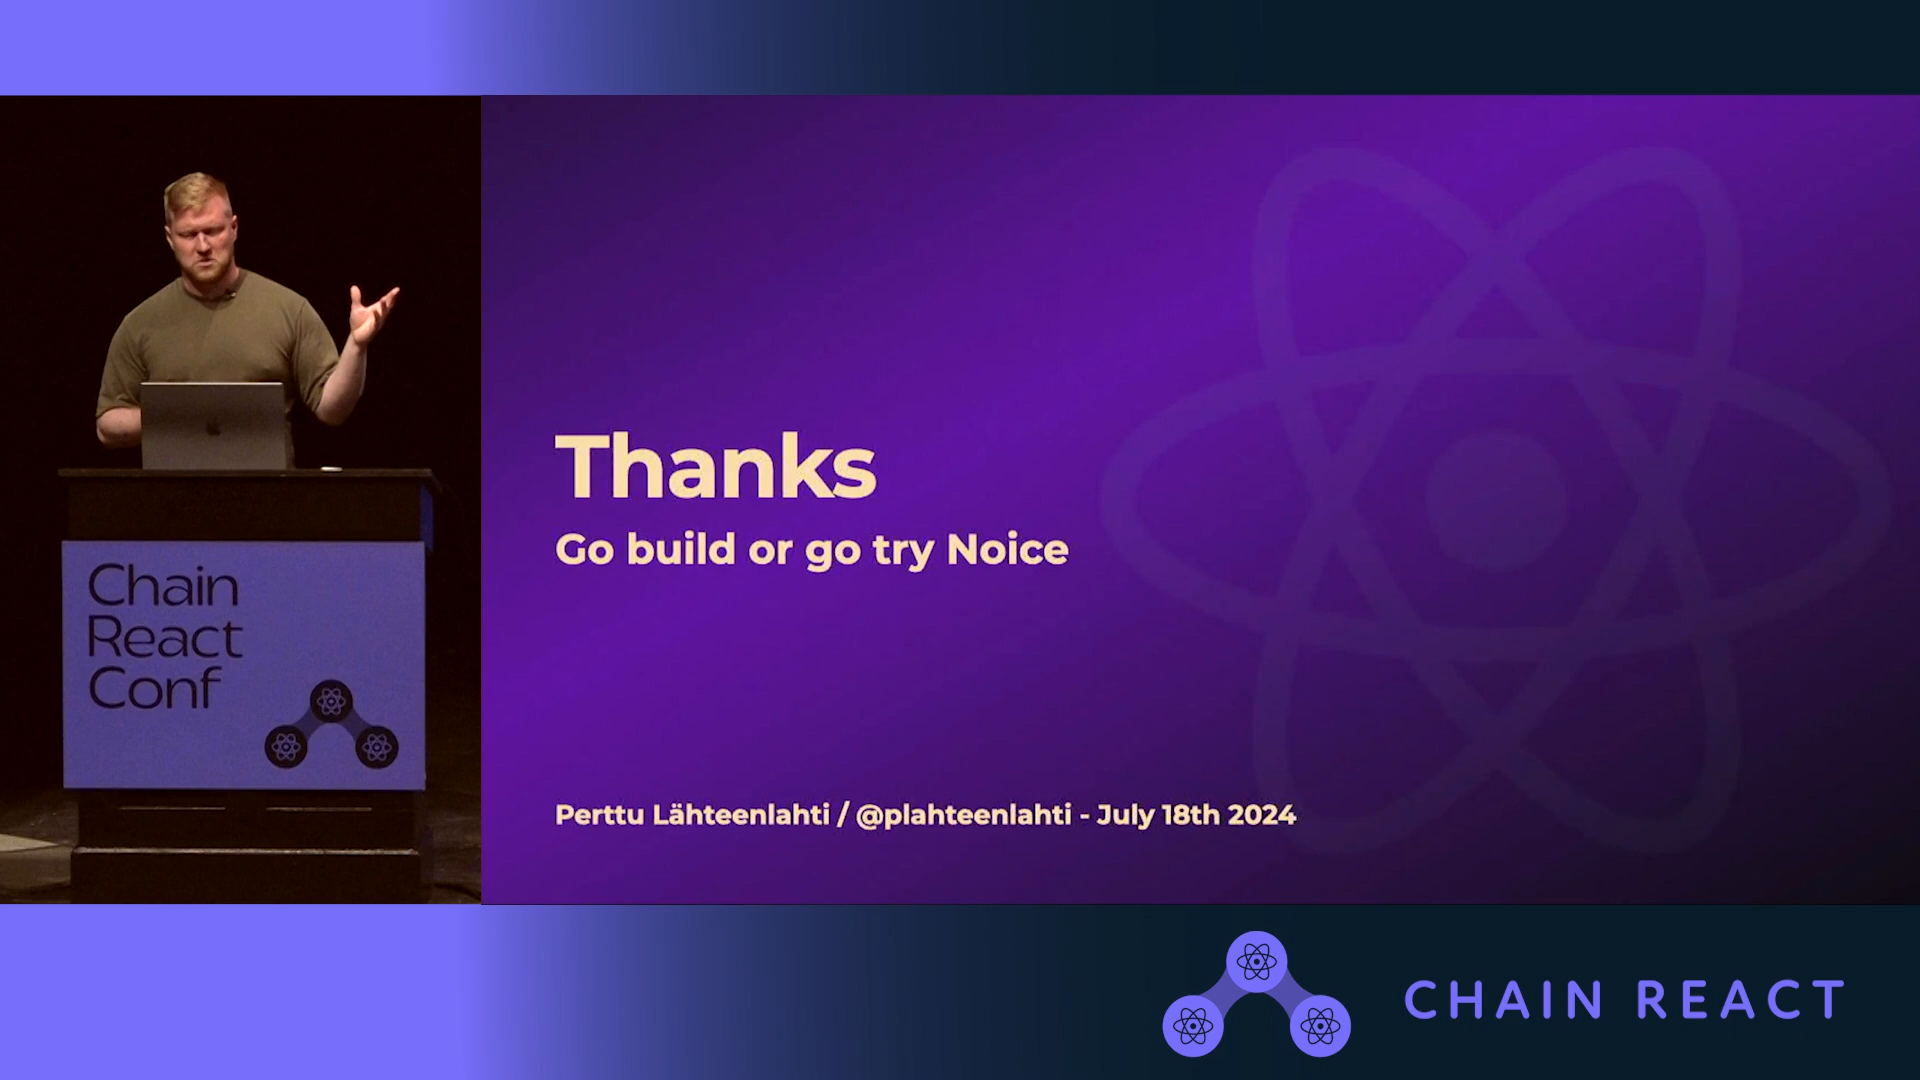 Thanks
Go build or go try Noice
Perttu Lähteenlahti / @plahteenlahti - July 18th 2024
Chain
React
Conf
CHAIN REACT